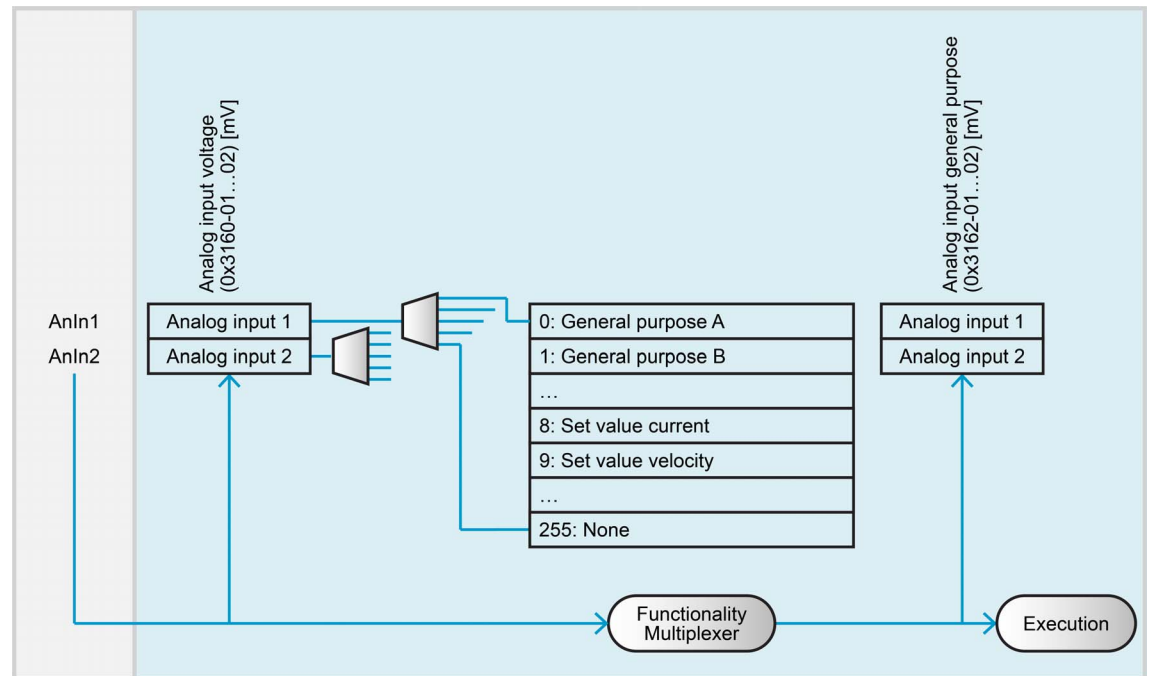 Analog input voltage
(0x3160-01…02) [mV]
Analog input general purpose
(0x3162-01…02) [mV]
AnIn1
AnIn2
Analog input 1
Analog input 2
0: General purpose A
1: General purpose B
…
8: Set value current
9: Set value velocity
…
255: None
Analog input 1
Analog input 2
Functionality
Multiplexer
Execution